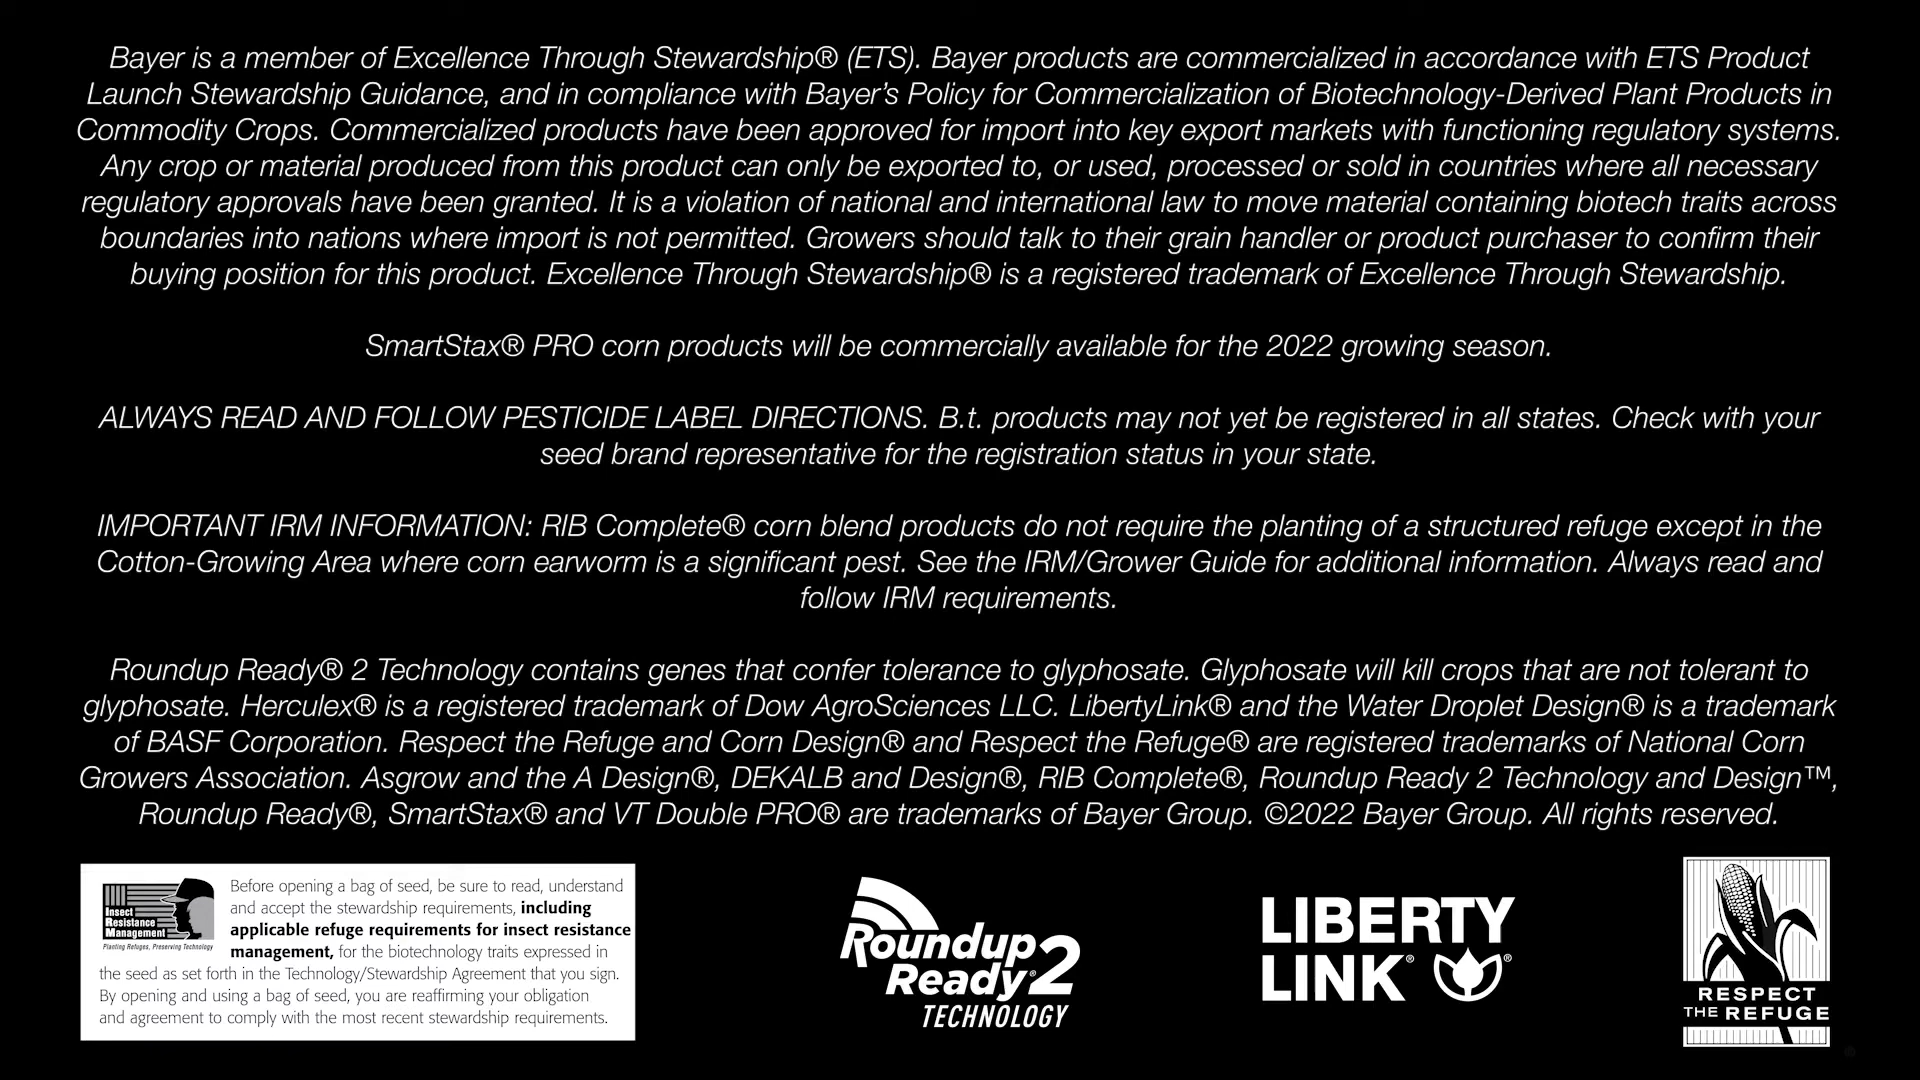 Bayer is a member of Excellence Through Stewardship® (ETS). Bayer products are commercialized in accordance with ETS Product
Launch Stewardship Guidance, and in compliance with Bayer’s Policy for Commercialization of Biotechnology-Derived Plant Products in
Commodity Crops. Commercialized products have been approved for import into key export markets with functioning regulatory systems.
Any crop or material produced from this product can only be exported to, or used, processed or sold in countries where all necessary
regulatory approvals have been granted. It is a violation of national and international law to move material containing biotech traits across
boundaries into nations where import is not permitted. Growers should talk to their grain handler or product purchaser to confirm their
buying position for this product. Excellence Through Stewardship® is a registered trademark of Excellence Through Stewardship.
SmartStax® PRO corn products will be commercially available for the 2022 growing season.
ALWAYS READ AND FOLLOW PESTICIDE LABEL DIRECTIONS. B.t. products may not yet be registered in all states. Check with your
seed brand representative for the registration status in your state.
IMPORTANT IRM INFORMATION: RIB Complete® corn blend products do not require the planting of a structured refuge except in the
Cotton-Growing Area where corn earworm is a significant pest. See the IRM/Grower Guide for additional information. Always read and
follow IRM requirements.
Roundup Ready® 2 Technology contains genes that confer tolerance to glyphosate. Glyphosate will kill crops that are not tolerant to
glyphosate. Herculex® is a registered trademark of Dow AgroSciences LLC. LibertyLink® and the Water Droplet Design® is a trademark
of BASF Corporation. Respect the Refuge and Corn Design® and Respect the Refuge® are registered trademarks of National Corn
Growers Association. Asgrow and the A Design®, DEKALB and Design®, RIB Complete®, Roundup Ready 2 Technology and Design™,
Roundup Ready®, SmartStax® and VT Double PRO® are trademarks of Bayer Group. ©2022 Bayer Group. All rights reserved.
Insect
Resistance
Management
Planting Refuges, Preserving Technology
Before opening a bag of seed, be sure to read, understand
and accept the stewardship requirements, including
applicable refuge requirements for insect resistance
management, for the biotechnology traits expressed in
the seed as set forth in the Technology/Stewardship Agreement that you sign.
By opening and using a bag of seed, you are reaffirming your obligation
and agreement to comply with the most recent stewardship requirements.
Roundup
Ready® 2
TECHNOLOGY
LIBERTY
LINK® ®
RESPECT
THE REFUGE